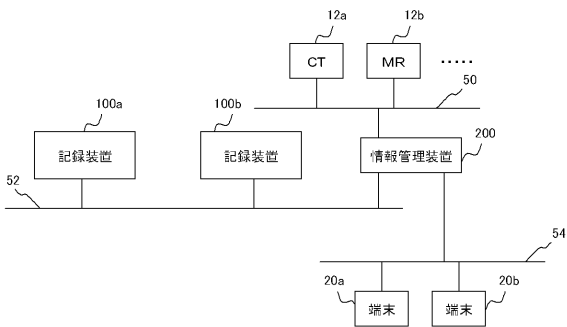 12a
12b
CT
MR
.....
50
100a
100b
記録装置
記録装置
情報管理装置
200
52
54
20a
20b
端末
端末